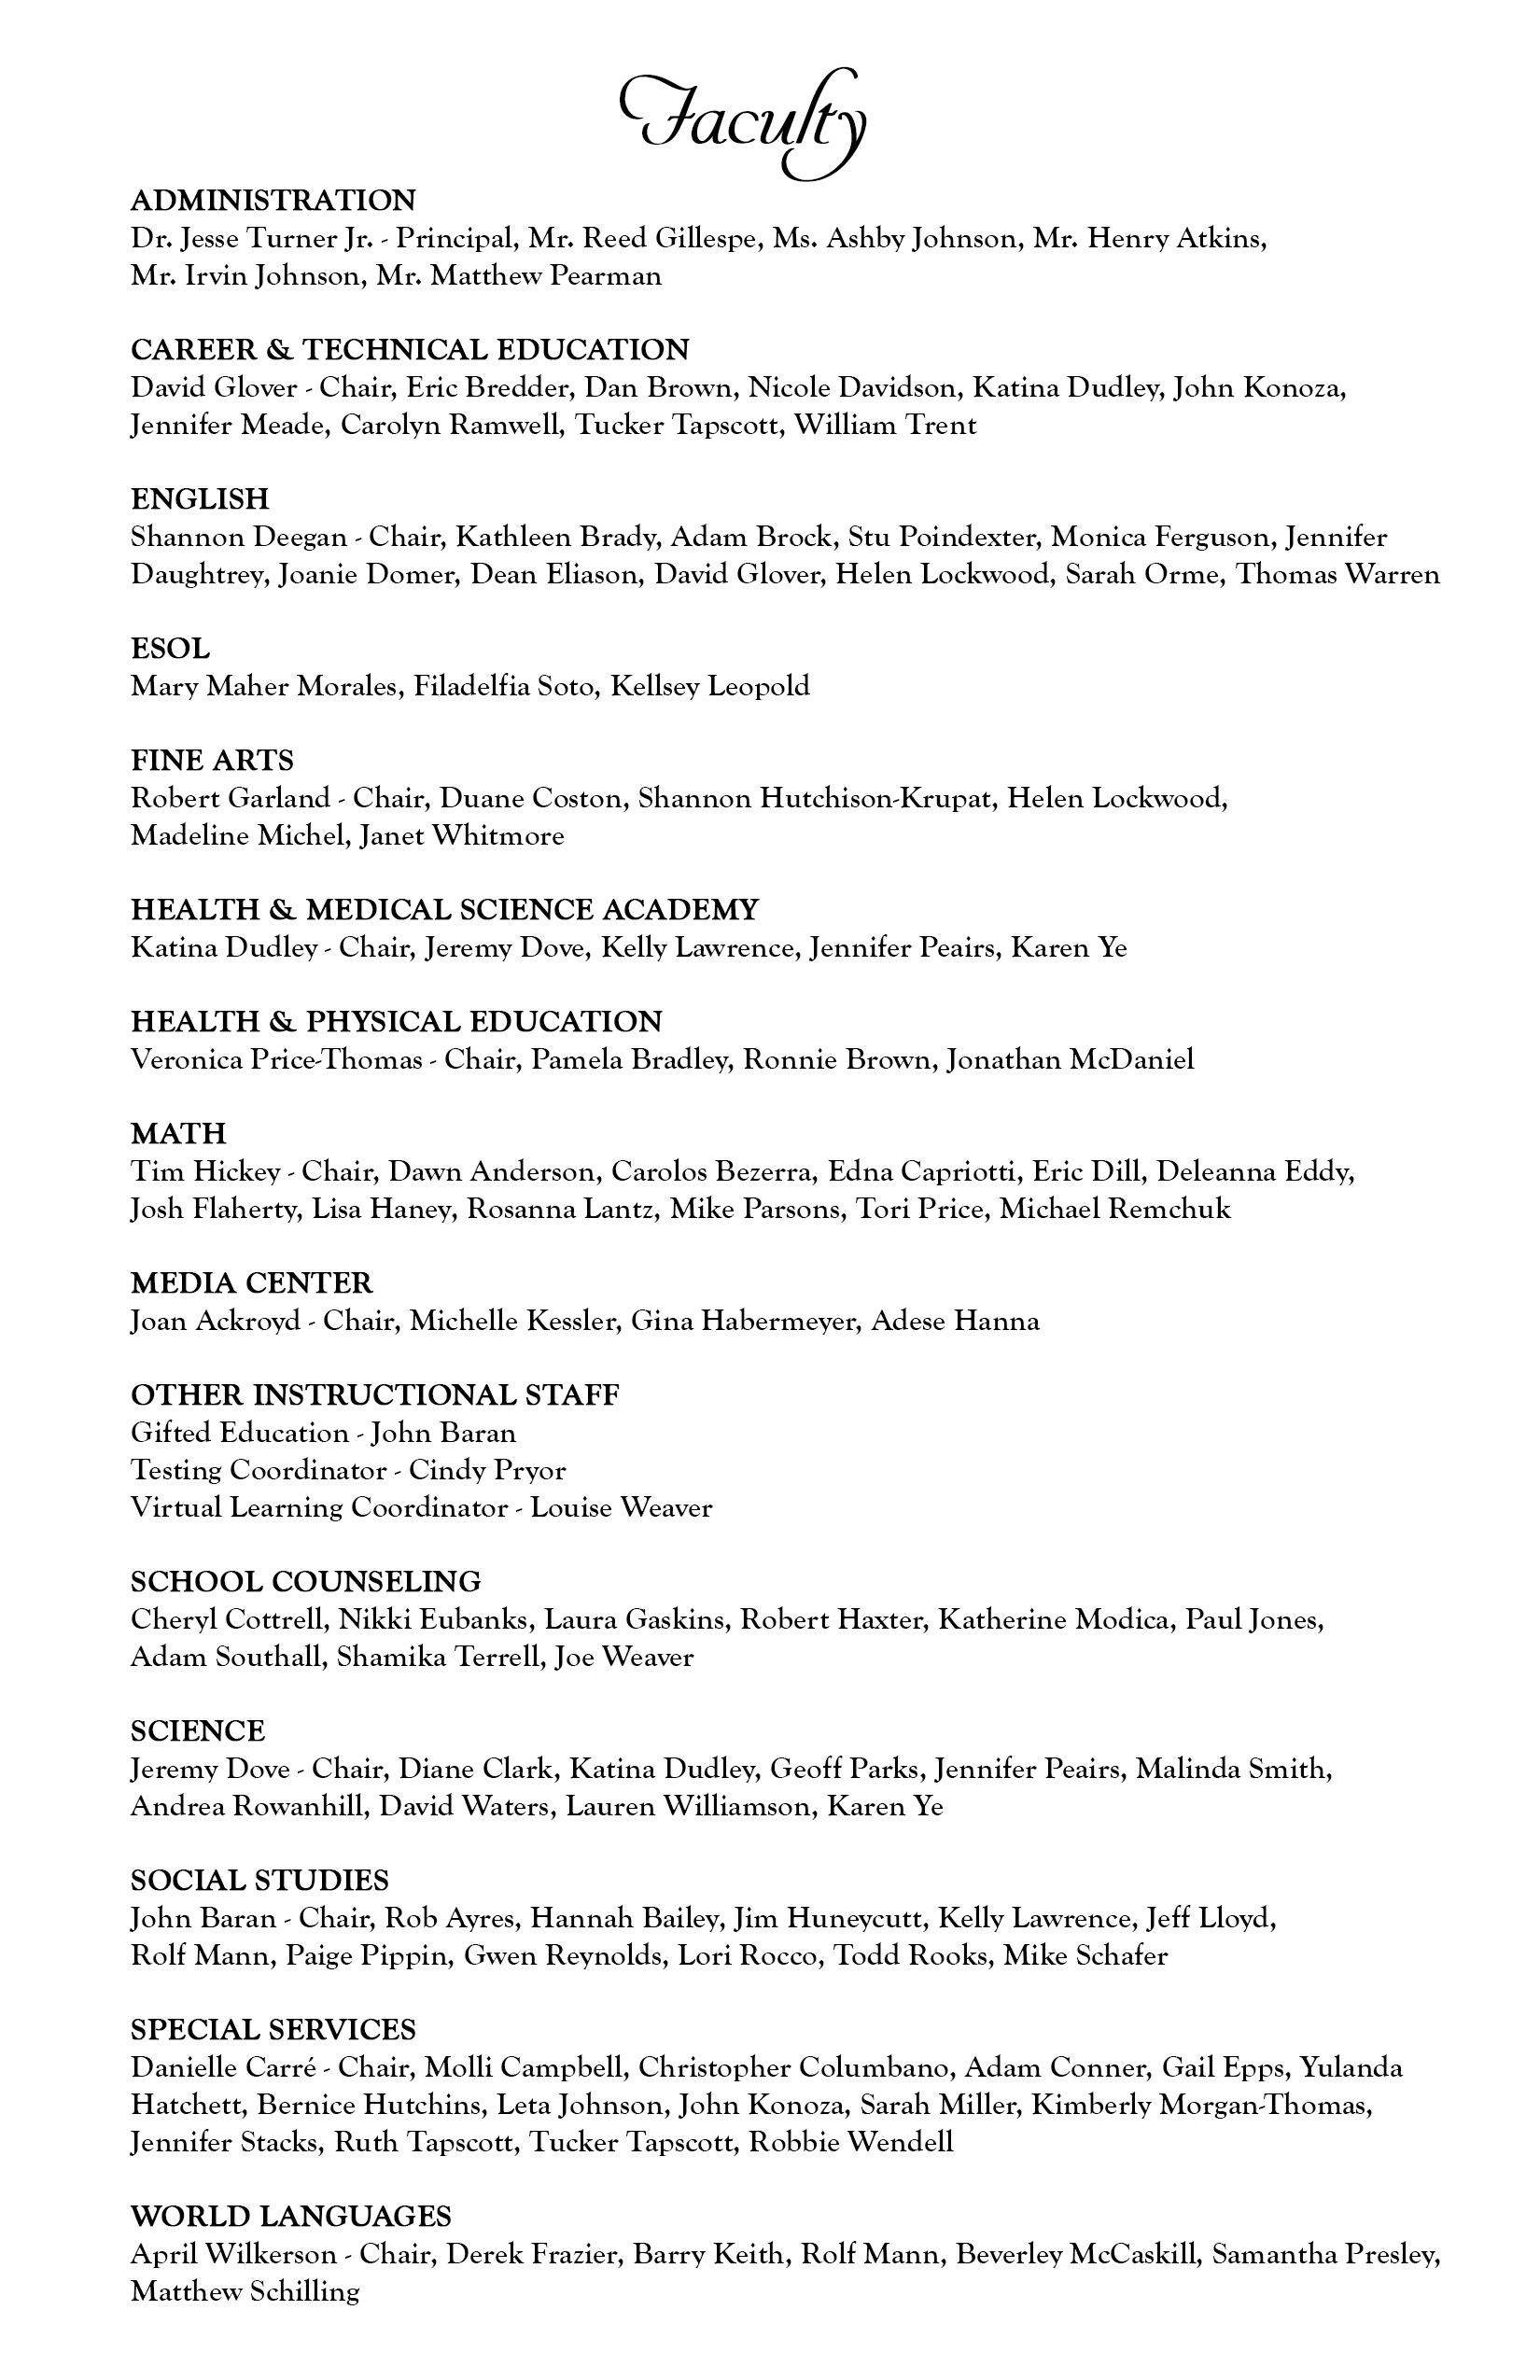 Faculty
ADMINISTRATION
Dr. Jesse Turner Jr. - Principal, Mr. Reed Gillespe, Ms. Ashby Johnson, Mr. Henry Atkins,
Mr. Irvin Johnson, Mr. Matthew Pearman
CAREER & TECHNICAL EDUCATION
David Glover - Chair, Eric Bredder, Dan Brown, Nicole Davidson, Katina Dudley, John Konoza,
Jennifer Meade, Carolyn Ramwell, Tucker Tapscott, William Trent
ENGLISH
Shannon Deegan - Chair, Kathleen Brady, Adam Brock, Stu Poindexter, Monica Ferguson, Jennifer
Daughtrey, Joanie Domer, Dean Eliason, David Glover, Helen Lockwood, Sarah Orme, Thomas Warren
ESOL
Mary Maher Morales, Filadelfia Soto, Kellsey Leopold
FINE ARTS
Robert Garland - Chair, Duane Coston, Shannon Hutchison-Krupat, Helen Lockwood,
Madeline Michel, Janet Whitmore
HEALTH & MEDICAL SCIENCE ACADEMY
Katina Dudley - Chair, Jeremy Dove, Kelly Lawrence, Jennifer Peairs, Karen Ye
HEALTH & PHYSICAL EDUCATION
Veronica Price-Thomas - Chair, Pamela Bradley, Ronnie Brown, Jonathan McDaniel
MATH
Tim Hickey - Chair, Dawn Anderson, Carolos Bezerra, Edna Capriotti, Eric Dill, Deleanna Eddy,
Josh Flaherty, Lisa Haney, Rosanna Lantz, Mike Parsons, Tori Price, Michael Remchuk
MEDIA CENTER
Joan Ackroyd - Chair, Michelle Kessler, Gina Habermeyer, Adese Hanna
OTHER INSTRUCTIONAL STAFF
Gifted Education - John Baran
Testing Coordinator - Cindy Pryor
Virtual Learning Coordinator - Louise Weaver
SCHOOL COUNSELING
Cheryl Cottrell, Nikki Eubanks, Laura Gaskins, Robert Haxter, Katherine Modica, Paul Jones,
Adam Southall, Shamika Terrell, Joe Weaver
SCIENCE
Jeremy Dove - Chair, Diane Clark, Katina Dudley, Geoff Parks, Jennifer Peairs, Malinda Smith,
Andrea Rowanhill, David Waters, Lauren Williamson, Karen Ye
SOCIAL STUDIES
John Baran - Chair, Rob Ayres, Hannah Bailey, Jim Huneycutt, Kelly Lawrence, Jeff Lloyd,
Rolf Mann, Paige Pippin, Gwen Reynolds, Lori Rocco, Todd Rooks, Mike Schafer
SPECIAL SERVICES
Danielle Carré - Chair, Molli Campbell, Christopher Columbano, Adam Conner, Gail Epps, Yulanda
Hatchett, Bernice Hutchins, Leta Johnson, John Konoza, Sarah Miller, Kimberly Morgan-Thomas,
Jennifer Stacks, Ruth Tapscott, Tucker Tapscott, Robbie Wendell
WORLD LANGUAGES
April Wilkerson - Chair, Derek Frazier, Barry Keith, Rolf Mann, Beverley McCaskill, Samantha Presley,
Matthew Schilling